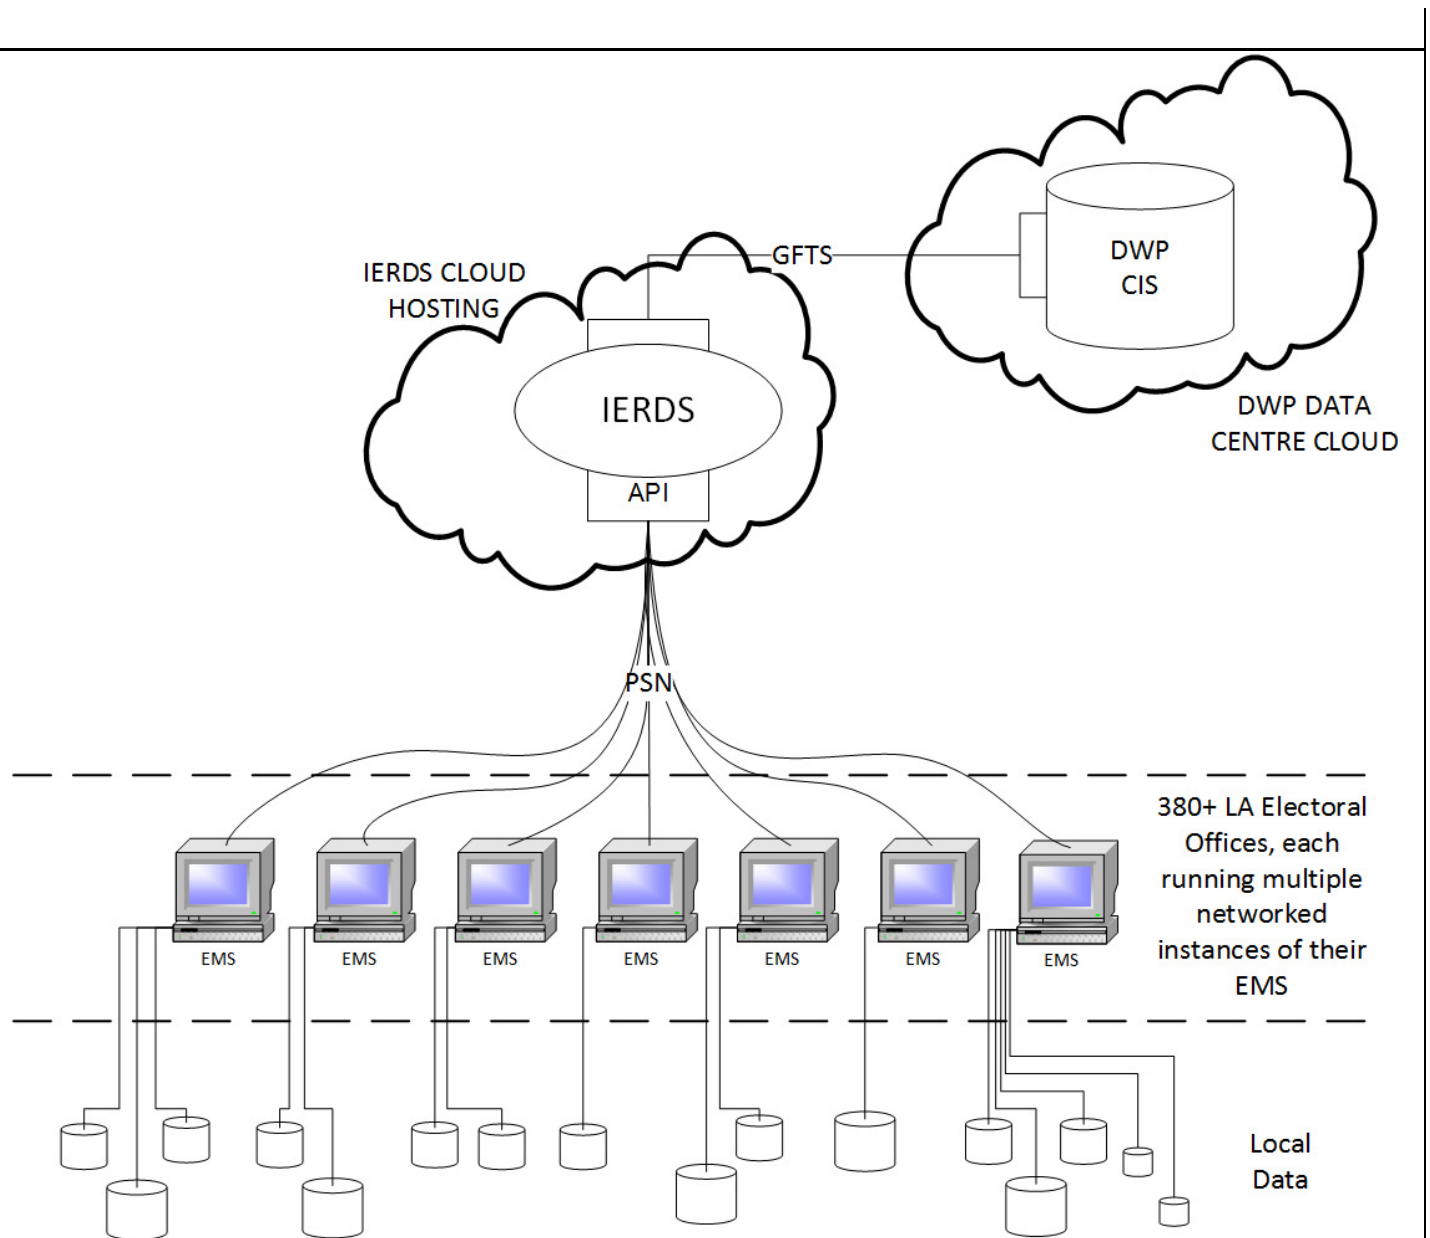 IERDS CLOUD
HOSTING
GFTS
DWP
CIS
DWP DATA
CENTRE CLOUD
IERDS
API
PSN
380+ LA Electoral
Offices, each
running multiple
networked
instances of their
EMS
EMS
EMS
EMS
EMS
EMS
EMS
EMS
Local
Data